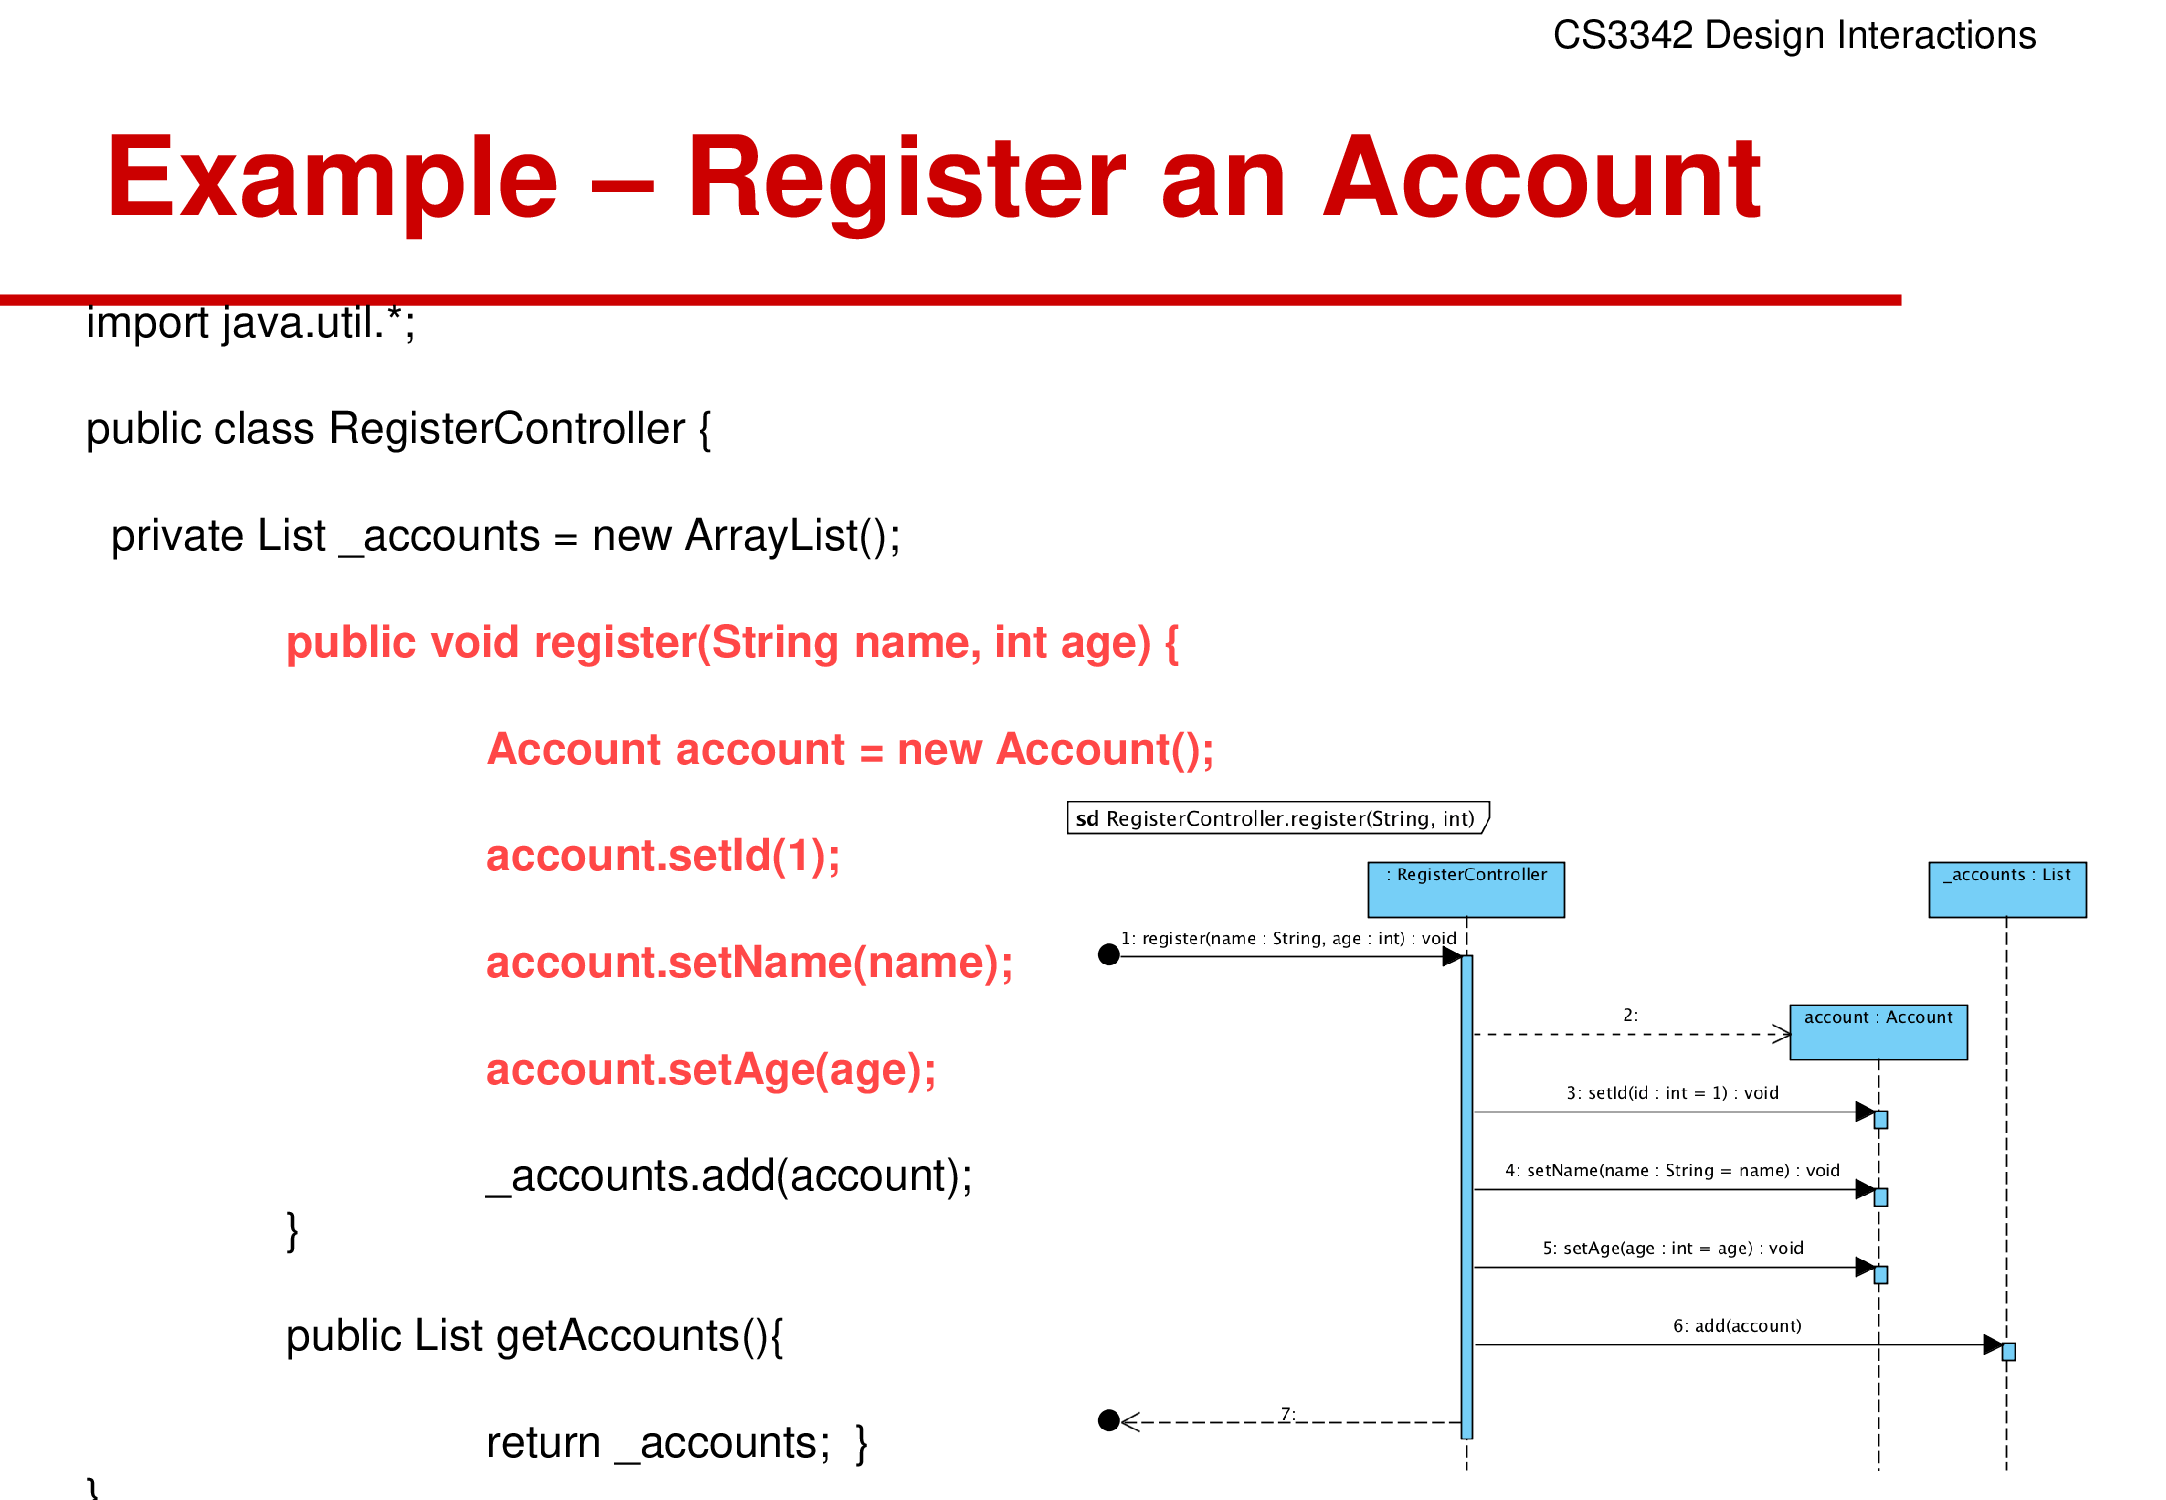 CS3342 Design Interactions
Example – Register an Account
import java.util.*;
public class RegisterController {
private List _accounts = new ArrayList();
public void register(String name, int age) {
Account account = new Account();
account.setId(1);
account.setName(name);
account.setAge(age);
_accounts.add(account);
}
public List getAccounts(){
return _accounts; }
}
sd RegisterController.register(String, int)
: RegisterController
_accounts : List
1: register(name : String, age : int) : void
2:
account : Account
3: setId(id : int = 1) : void
4: setName(name : String = name) : void
5: setAge(age : int = age) : void
6: add(account)
7: